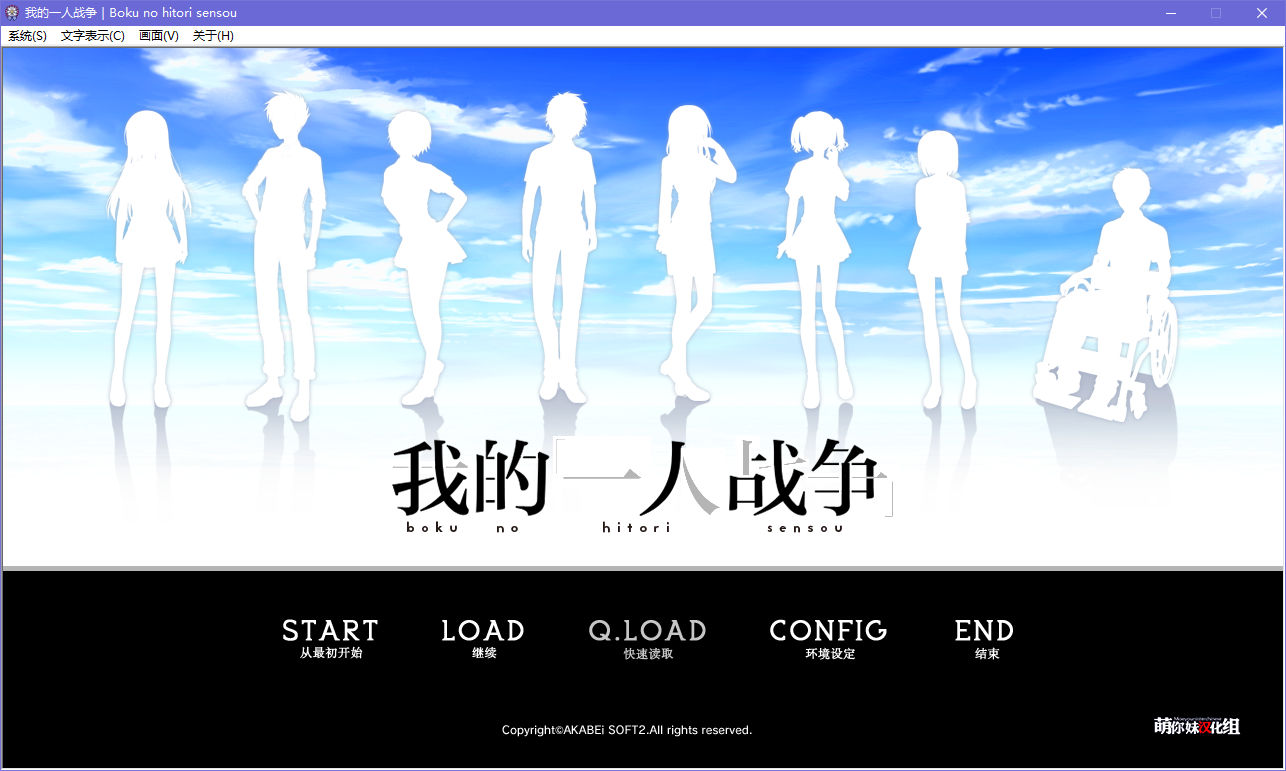 我的一人战争 | Boku no hitori sensou
系统(S) 文字表示(C) 画面(V) 关于(H)
我的一人战争
boku no hitori sensou
START LOAD Q.LOAD CONFIG END
从最初开始 继续 快速读取 环境设定 结束
Copyright©AKABEi SOFT2.All rights reserved.
萌你妹汉化组